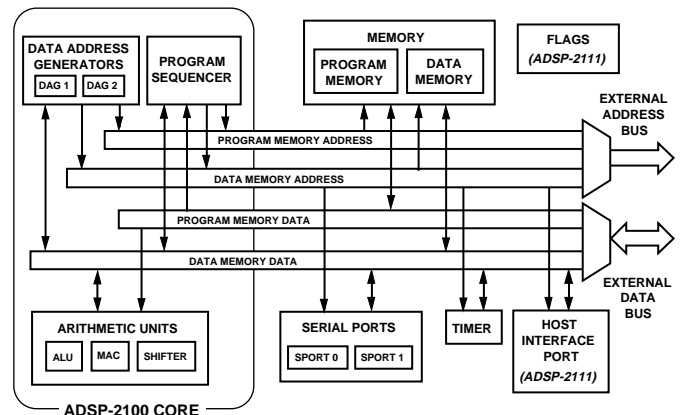 DATA ADDRESS
GENERATORS
DAG 1
DAG 2
PROGRAM
SEQUENCER
MEMORY
PROGRAM
MEMORY
DATA
MEMORY
FLAGS
(ADSP-2111)
EXTERNAL
ADDRESS
BUS
PROGRAM MEMORY ADDRESS
DATA MEMORY ADDRESS
PROGRAM MEMORY DATA
DATA MEMORY DATA
EXTERNAL
DATA
BUS
ARITHMETIC UNITS
ALU
MAC
SHIFTER
SERIAL PORTS
SPORT 0
SPORT 1
TIMER
HOST
INTERFACE
PORT
(ADSP-2111)
ADSP-2100 CORE